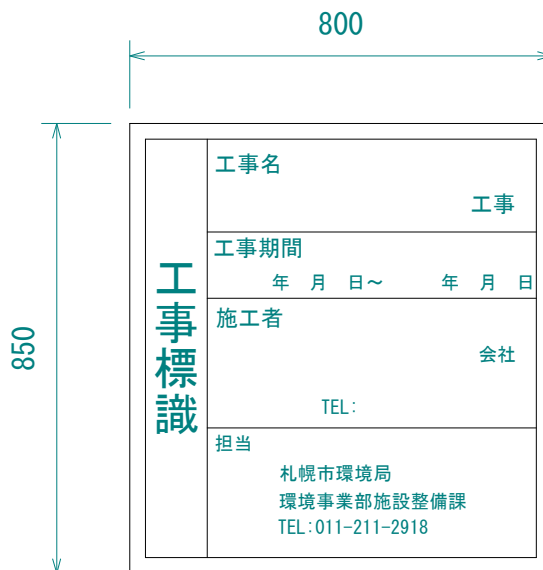 800
850
工事標識
工事名
工事
工事期間
年 月 日～ 年 月 日
施工者
会社
TEL:
担当
札幌市環境局
環境事業部施設整備課
TEL:011-211-2918